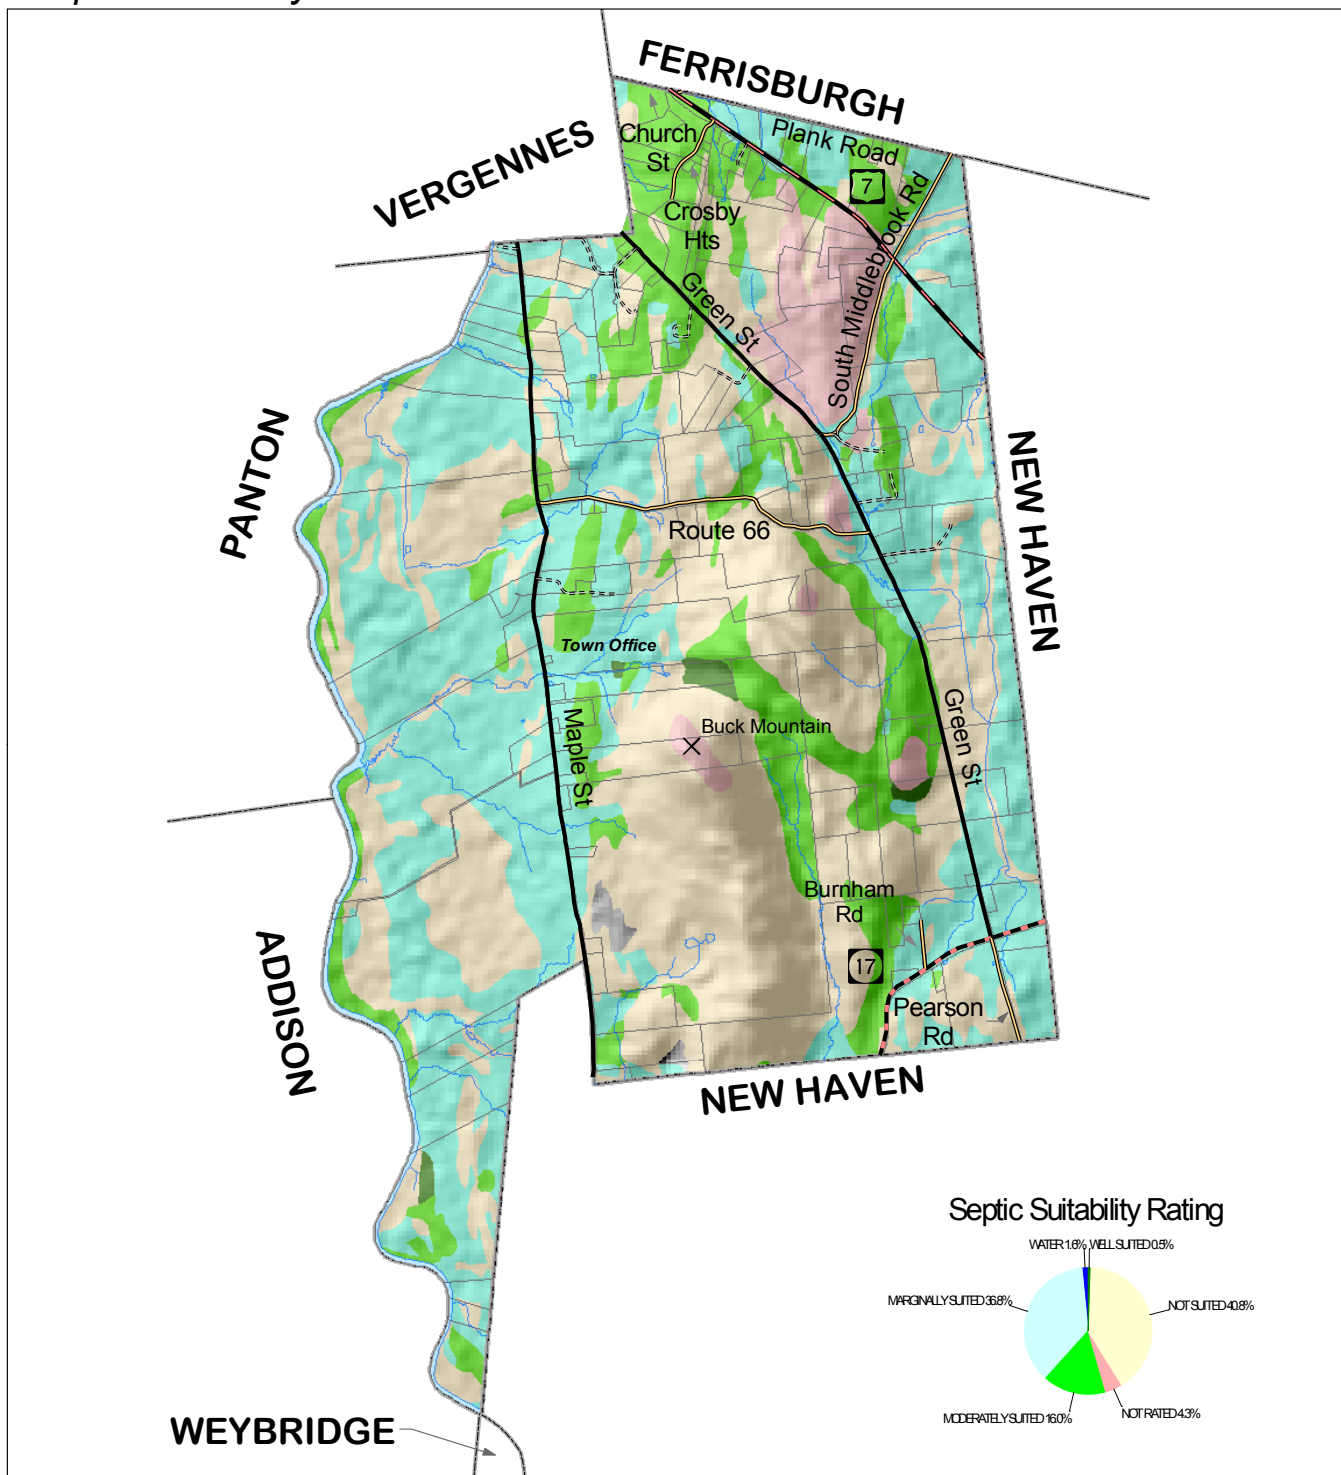 FERRISBURGH
VERGENNES
Church
St
Plank Road
7
Crosby
Hts
South Middlebrook Rd
Green St
PANTON
NEW HAVEN
Route 66
Town Office
Maple St
Buck Mountain
Green St
Burnham
Rd
17
ADDISON
Pearson
Rd
NEW HAVEN
Septic Suitability Rating
WATER 1.6%
WELL SUITED 0.5%
MARGINALLY SUITED 36.8%
NOT SUITED 40.8%
MODERATELY SUITED 16.0%
NOT RATED 4.3%
WEYBRIDGE